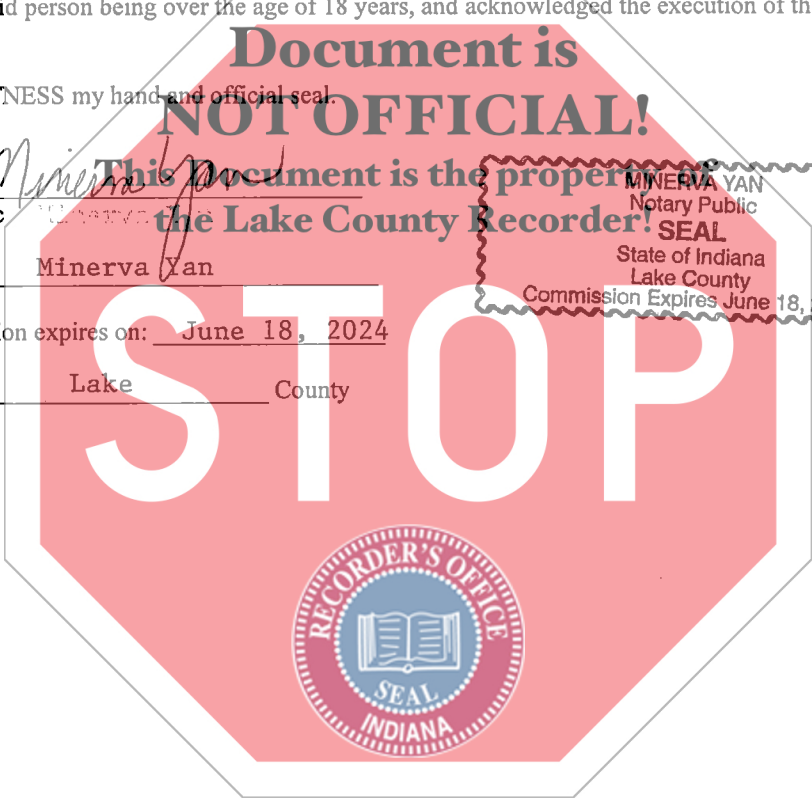 id person being over the age of 18 years, and acknowledged the execution of th
Document is
NESS my hand and official seal.
NOT OFFICIAL!
Minerva Yan
This Document is the property of
the Lake County Recorder!
MINERVA YAN
Notary Public
SEAL
State of Indiana
Lake County
Commission Expires June 18,
Minerva Yan
on expires on: June 18, 2024
Lake County
STOP
RECORDER'S OFFICE
SEAL
INDIANA